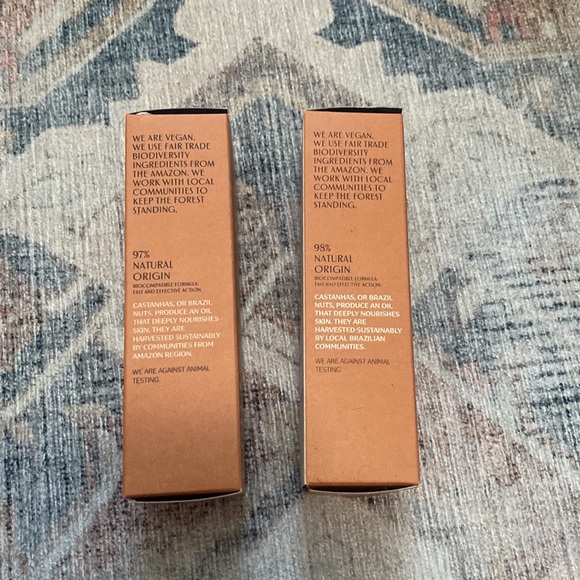 WE ARE VEGAN.
WE USE FAIR TRADE
BIODIVERSITY
INGREDIENTS FROM
THE AMAZON. WE
WORK WITH LOCAL
COMMUNITIES TO
KEEP THE FOREST
STANDING.
97%
NATURAL
ORIGIN
BIOCOMPATIBLE FORMULA:
FAST AND EFFECTIVE ACTION.
CASTANHAS, OR BRAZIL
NUTS, PRODUCE AN OIL
THAT DEEPLY NOURISHES
SKIN. THEY ARE
HARVESTED SUSTAINABLY
BY COMMUNITIES FROM
AMAZON REGION.
WE ARE AGAINST ANIMAL
TESTING.
WE ARE VEGAN.
WE USE FAIR TRADE
BIODIVERSITY
INGREDIENTS FROM
THE AMAZON. WE
WORK WITH LOCAL
COMMUNITIES TO
KEEP THE FOREST
STANDING.
98%
NATURAL
ORIGIN
BIOCOMPATIBLE FORMULA:
FAST AND EFFECTIVE ACTION.
CASTANHAS, OR BRAZIL
NUTS, PRODUCE AN OIL
THAT DEEPLY NOURISHES
SKIN. THEY ARE
HARVESTED SUSTAINABLY
BY LOCAL BRAZILIAN
COMMUNITIES.
WE ARE AGAINST ANIMAL
TESTING.